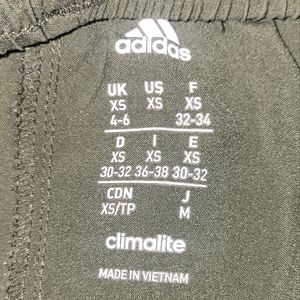 adidas
UK US F
XS XS XS
4-6 32-34
D I E
XS XS XS
30-32 36-38 30-32
CDN J
XS/TP M
climalite
MADE IN VIETNAM